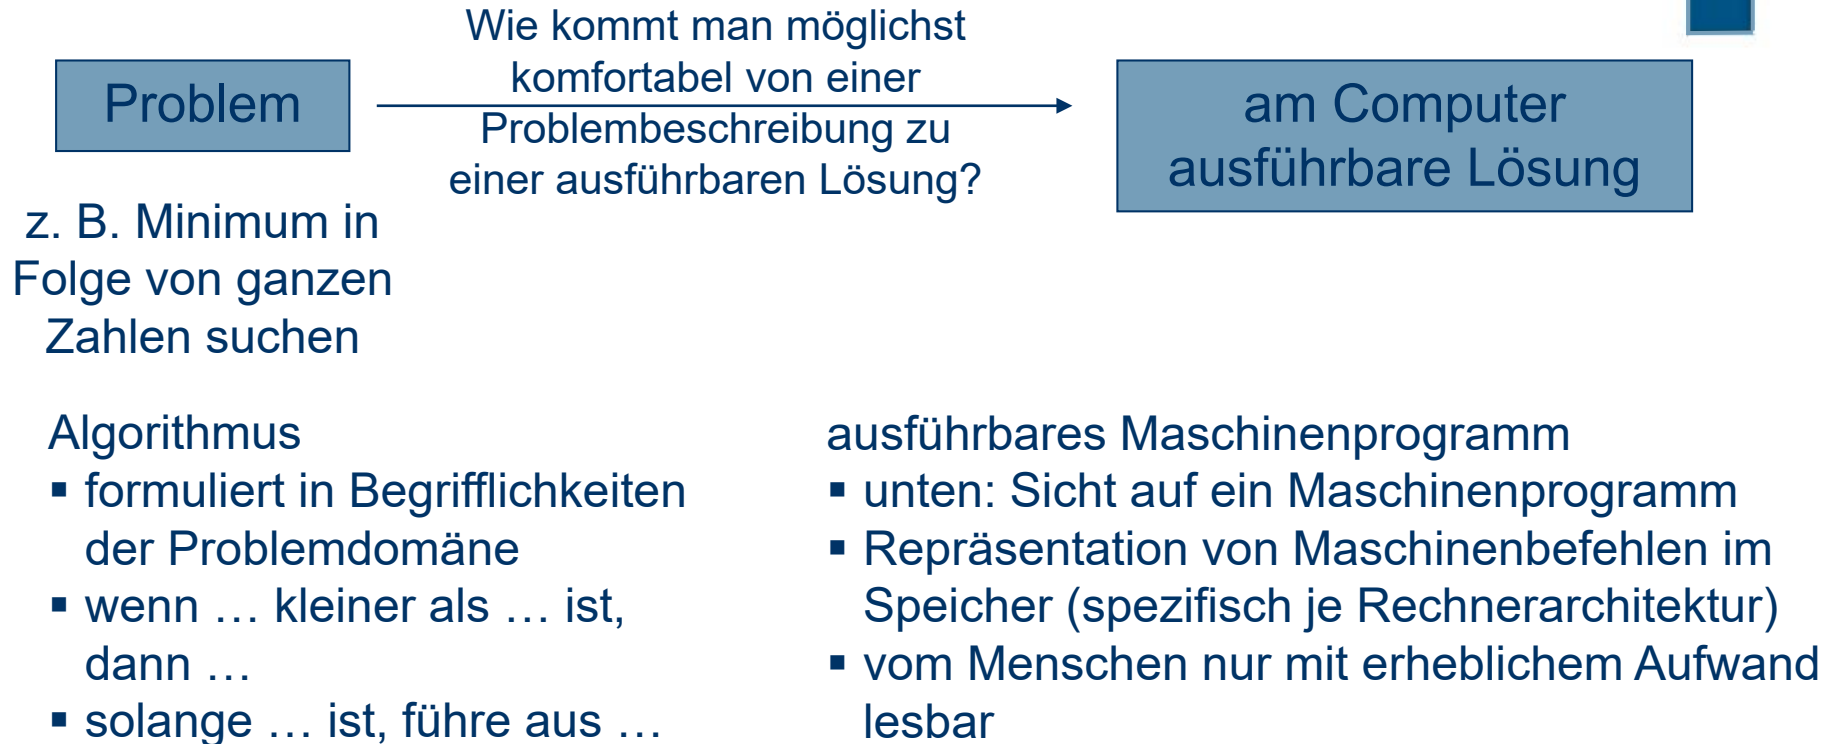 Problem
Wie kommt man möglichst
komfortabel von einer
Problembeschreibung zu
einer ausführbaren Lösung?
am Computer
ausführbare Lösung
z. B. Minimum in
Folge von ganzen
Zahlen suchen
Algorithmus
▪ formuliert in Begrifflichkeiten
der Problemdomäne
▪ wenn … kleiner als … ist,
dann …
▪ solange … ist, führe aus …
ausführbares Maschinenprogramm
▪ unten: Sicht auf ein Maschinenprogramm
▪ Repräsentation von Maschinenbefehlen im
Speicher (spezifisch je Rechnerarchitektur)
▪ vom Menschen nur mit erheblichem Aufwand
lesbar